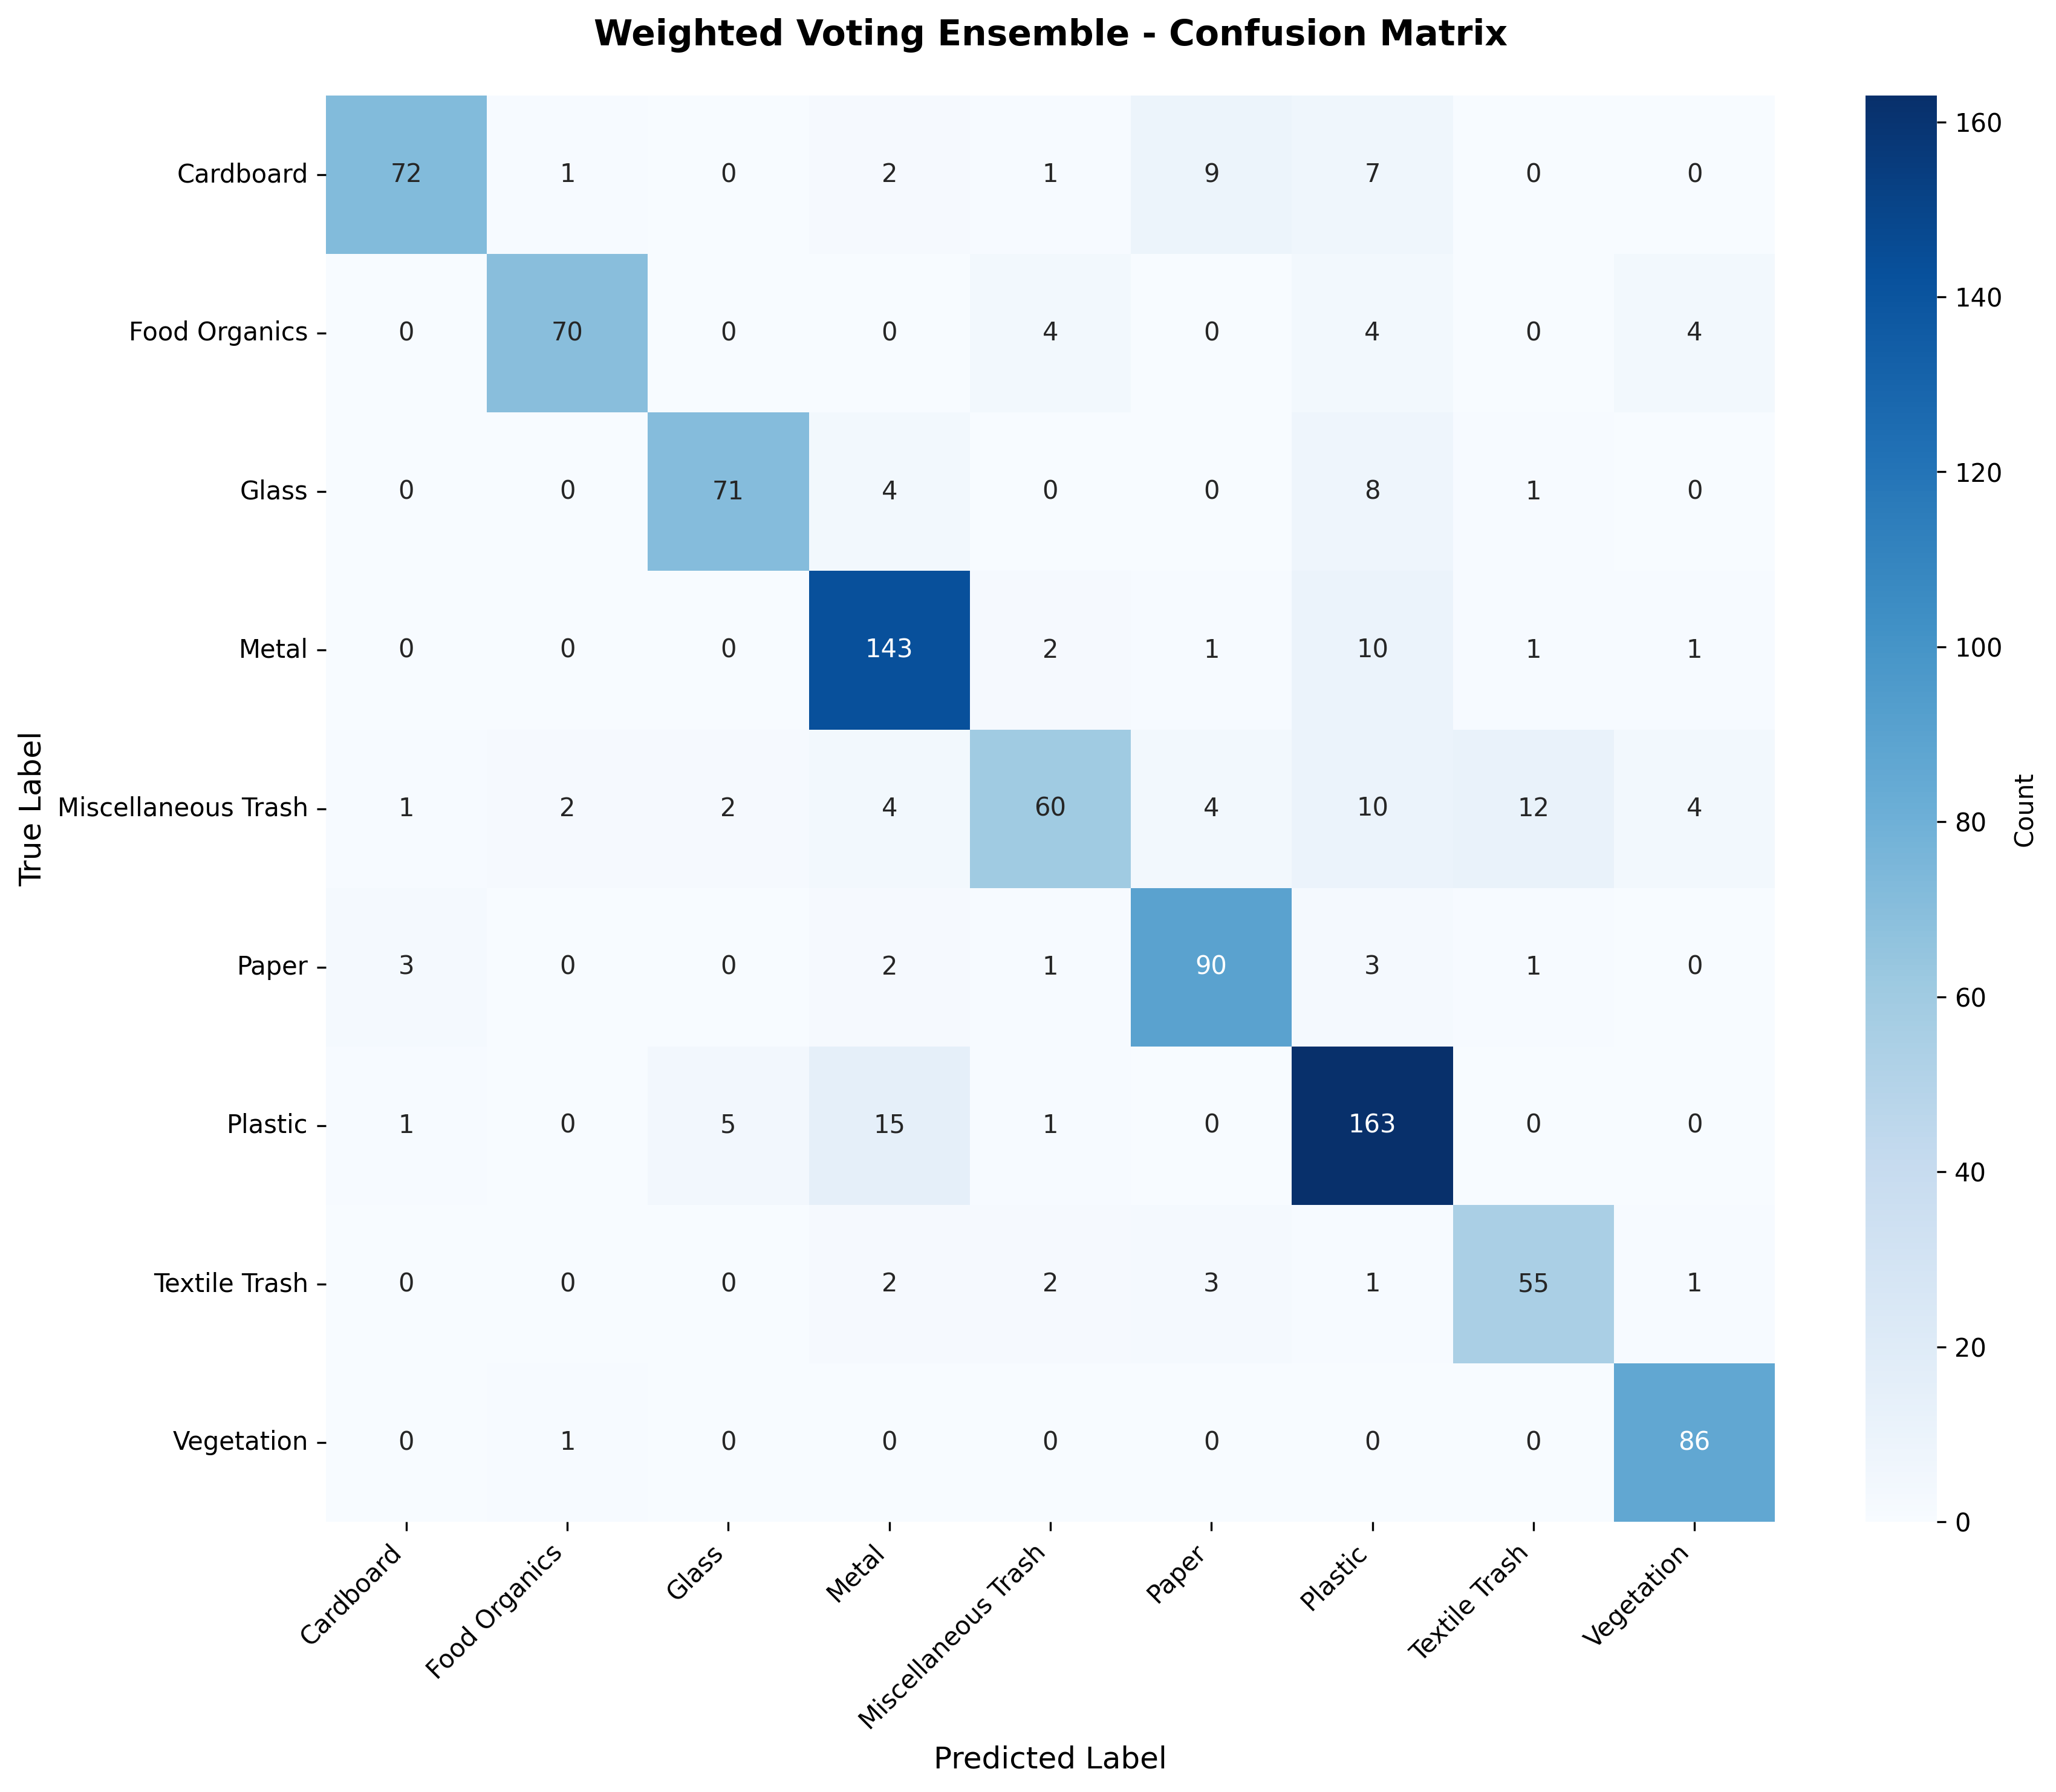 Weighted Voting Ensemble - Confusion Matrix
Cardboard 72 1 0 2 1 9 7 0 0
Food Organics 0 70 0 0 4 0 4 0 4
Glass 0 0 71 4 0 0 8 1 0
Metal 0 0 0 143 2 1 10 1 1
Miscellaneous Trash 1 2 2 4 60 4 10 12 4
Paper 3 0 0 2 1 90 3 1 0
Plastic 1 0 5 15 1 0 163 0 0
Textile Trash 0 0 0 2 2 3 1 55 1
Vegetation 0 1 0 0 0 0 0 0 86
True Label
Cardboard
Food Organics
Glass
Metal
Miscellaneous Trash
Paper
Plastic
Textile Trash
Vegetation
Predicted Label
160
140
120
100
80
60
40
20
0
Count